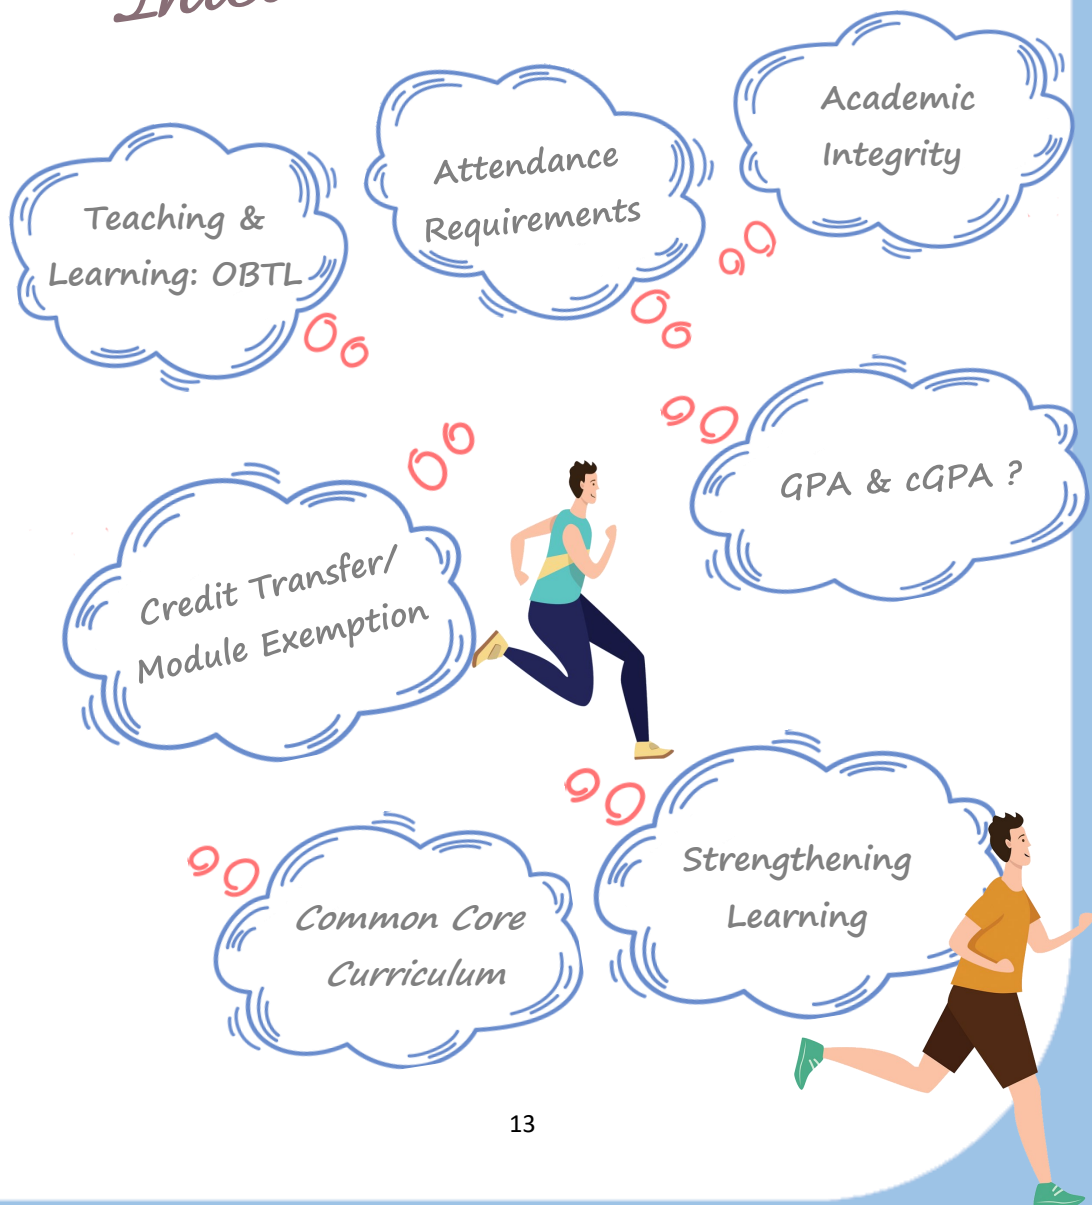 Academic
Integrity
Attendance
Requirements
Teaching &
Learning: OBTL
GPA & cGPA ?
Credit Transfer/
Module Exemption
Strengthening
Learning
Common Core
Curriculum
13